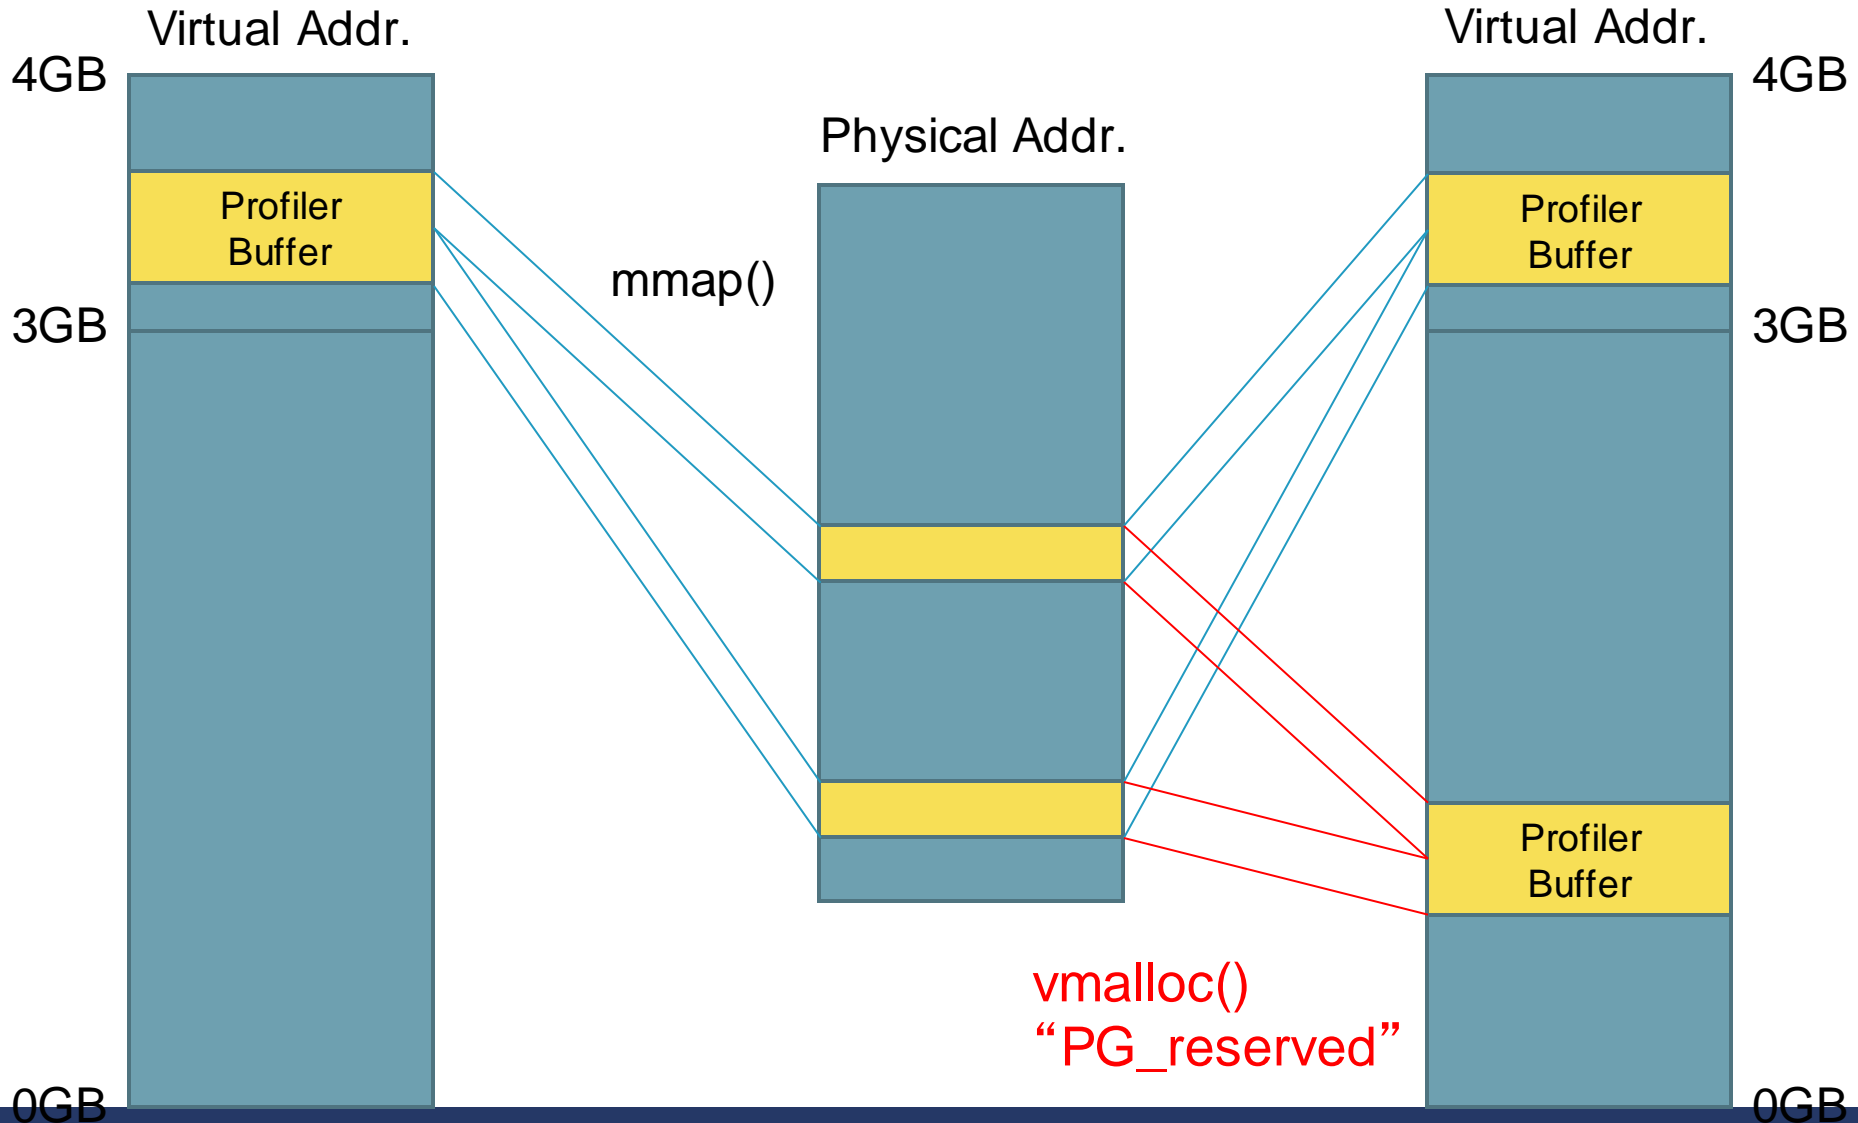 Virtual Addr.
Virtual Addr.
4GB
4GB
Physical Addr.
Profiler
Buffer
Profiler
Buffer
mmap()
3GB
3GB
Profiler
Buffer
vmalloc()
“PG_reserved”
0GB
0GB